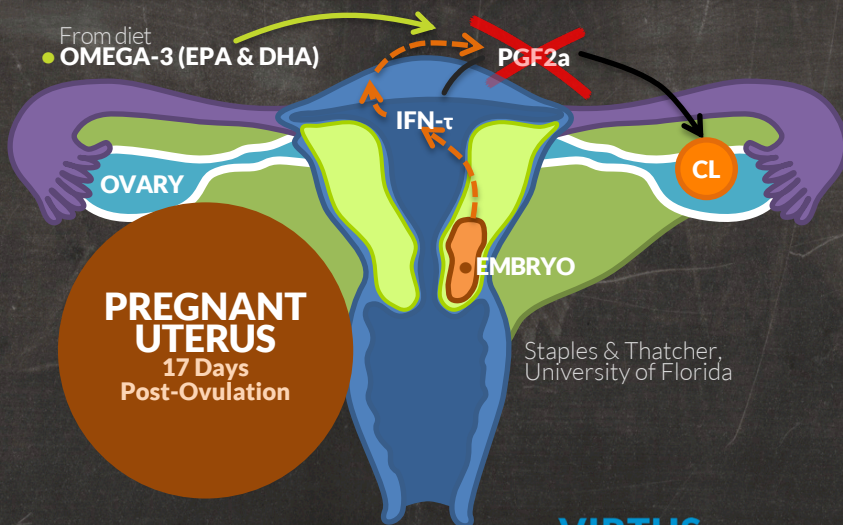 From diet
• OMEGA-3 (EPA & DHA)
PGF2a
IFN-τ
OVARY
CL
EMBRYO
PREGNANT
UTERUS
17 Days
Post-Ovulation
Staples & Thatcher,
University of Florida
VIRTUS